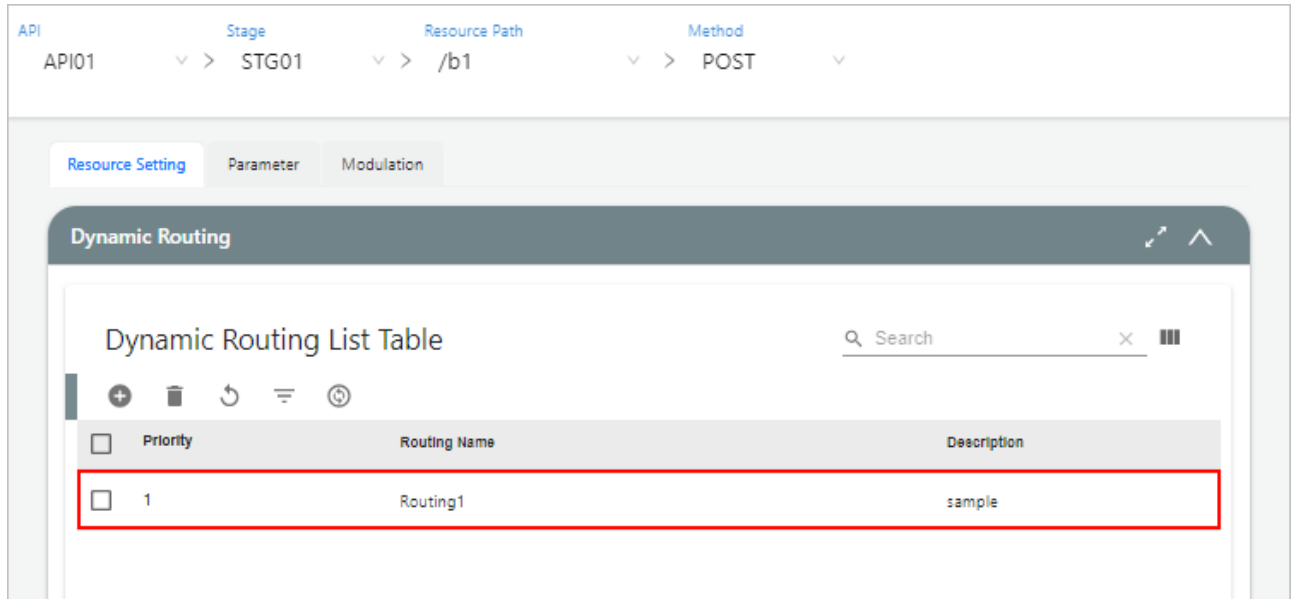 API Stage Resource Path Method
API01 > STG01 > /b1 > POST
Resource Setting Parameter Modulation
Dynamic Routing
Dynamic Routing List Table Search
Priority Routing Name Description
1 Routing1 sample